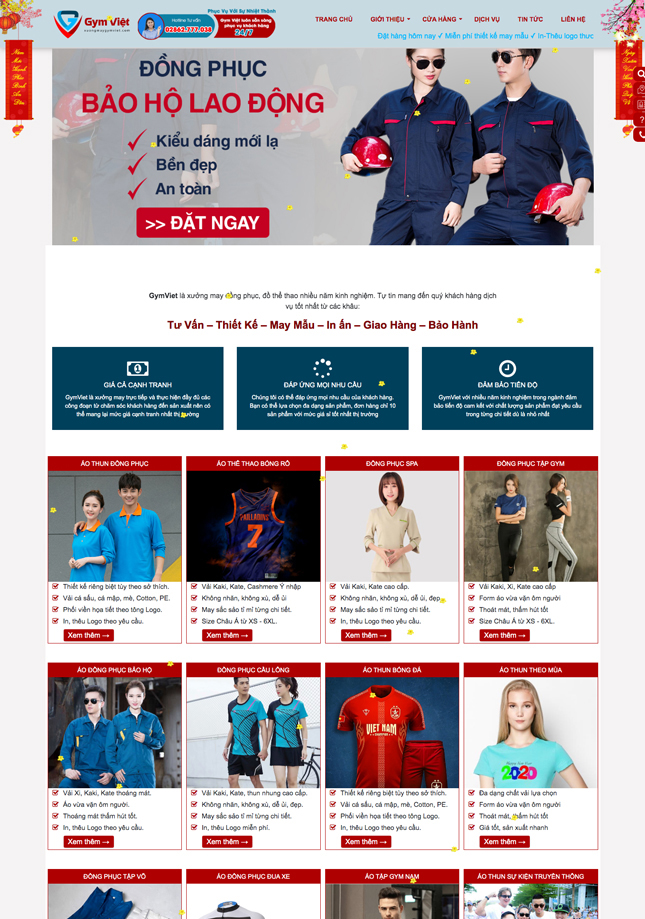 Gym Việt
xuongmaygymviet.com
Phục Vụ Với Sự Nhiệt Thành
Hotline Tư vấn
02862.777.038
Gym Việt luôn sẵn sàng
phục vụ khách hàng
24/7
TRANG CHỦ GIỚI THIỆU CỬA HÀNG DỊCH VỤ TIN TỨC LIÊN HỆ
Đặt hàng hôm nay ✓ Miễn phí thiết kế may mẫu ✓ In-Thêu logo thươ
ĐỒNG PHỤC
BẢO HỘ LAO ĐỘNG
Kiểu dáng mới lạ
Bền đẹp
An toàn
>> ĐẶT NGAY
GymViet là xưởng may đồng phục, đồ thể thao nhiều năm kinh nghiệm. Tự tin mang đến quý khách hàng dịch
vụ tốt nhất từ các khâu:
Tư Vấn – Thiết Kế – May Mẫu – In ấn – Giao Hàng – Bảo Hành
GIÁ CẢ CẠNH TRANH
GymViet là xưởng may trực tiếp và thực hiện đầy đủ các
công đoạn từ chăm sóc khách hàng đến sản xuất nên có
thể mang lại mức giá cạnh tranh nhất thị trường
ĐÁP ỨNG MỌI NHU CẦU
Chúng tôi có thể đáp ứng mọi nhu cầu của khách hàng.
Bạn có thể lựa chọn đa dạng sản phẩm, đơn hàng chỉ 10
sản phẩm với mức giá sỉ tốt nhất thị trường
ĐẢM BẢO TIẾN ĐỘ
GymViet với nhiều năm kinh nghiệm trong ngành đảm
bảo tiến độ cam kết với chất lượng sản phẩm đạt yêu cầu
trong từng chi tiết dù là nhỏ nhất
ÁO THUN ĐỒNG PHỤC
Thiết kế riêng biệt tùy theo sở thích.
Vải cá sấu, cá mập, mè, Cotton, PE.
Phối viền họa tiết theo tông Logo.
In, thêu Logo theo yêu cầu.
Xem thêm →
ÁO THỂ THAO BÓNG RỔ
7
Vải Kaki, Kate, Cashmere Ý nhập
Không nhăn, không xù, dễ ủi
May sắc sảo tỉ mỉ từng chi tiết.
Size Châu Á từ XS - 6XL.
Xem thêm →
ĐỒNG PHỤC SPA
Vải Kaki, Kate cao cấp.
Không nhăn, không xù, dễ ủi, đẹp.
May sắc sảo tỉ mỉ từng chi tiết.
In, thêu Logo theo yêu cầu.
Xem thêm →
ĐỒNG PHỤC TẬP GYM
Vải Kaki, Xi, Kate cao cấp
Form áo vừa vặn ôm người
Thoát mát, thấm hút tốt
Size Châu Á từ XS - 6XL.
Xem thêm →
ÁO ĐỒNG PHỤC BẢO HỘ
Vải Xi, Kaki, Kate thoáng mát.
Áo vừa vặn ôm người.
Thoáng mát thấm hút tốt.
In, thêu Logo theo yêu cầu.
Xem thêm →
ĐỒNG PHỤC CẦU LÔNG
Vải Kaki, Kate, thun nhung cao cấp.
Không nhăn, không xù, dễ ủi, đẹp.
May sắc sảo tỉ mỉ từng chi tiết.
In, thêu Logo miễn phí.
Xem thêm →
ÁO THUN BÓNG ĐÁ
VIỆT NAM
Thiết kế riêng biệt tùy theo sở thích.
Vải cá sấu, cá mập, mè, Cotton, PE.
Phối viền họa tiết theo tông Logo.
In, thêu Logo theo yêu cầu.
Xem thêm →
ÁO THUN THEO MÙA
2020
Đa dạng chất vải lựa chọn
Form áo vừa vặn ôm người
Thoát mát, thấm hút tốt
Giá tốt, sản xuất nhanh
Xem thêm →
ĐỒNG PHỤC TẬP VÕ
ÁO ĐỒNG PHỤC ĐUA XE
ÁO TẬP GYM NAM
ÁO THUN SỰ KIỆN TRUYỀN THÔNG